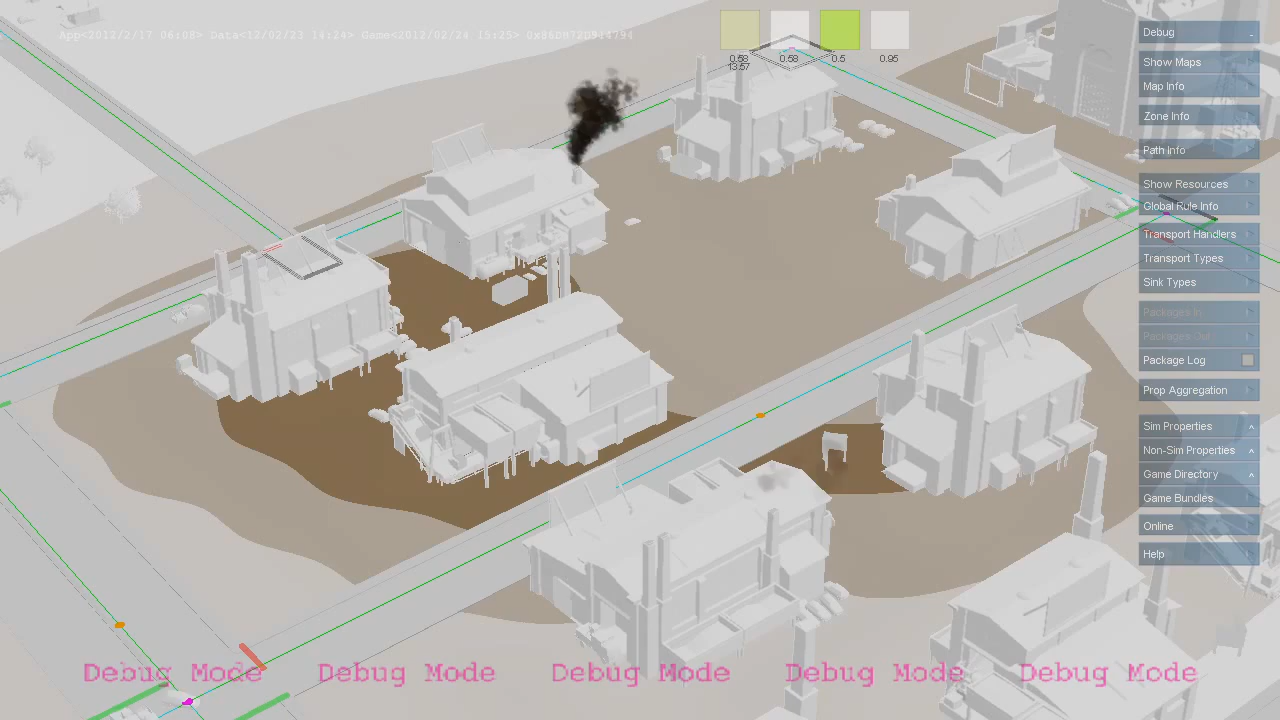 App<2012/2/17 06:08> Data<12/02/23 14:24> Game<2012/02/24 15:25>
0.58 0.58 0.5 0.95
13.57
Debug
Show Maps
Map Info
Zone Info
Path Info
Show Resources
Global Rule Info
Transport Handlers
Transport Types
Sink Types
Packages In
Packages Out
Package Log
Prop Aggregation
Sim Properties
Non-Sim Properties
Game Directory
Game Bundles
Online
Help
Debug Mode Debug Mode Debug Mode Debug Mode Debug Mode